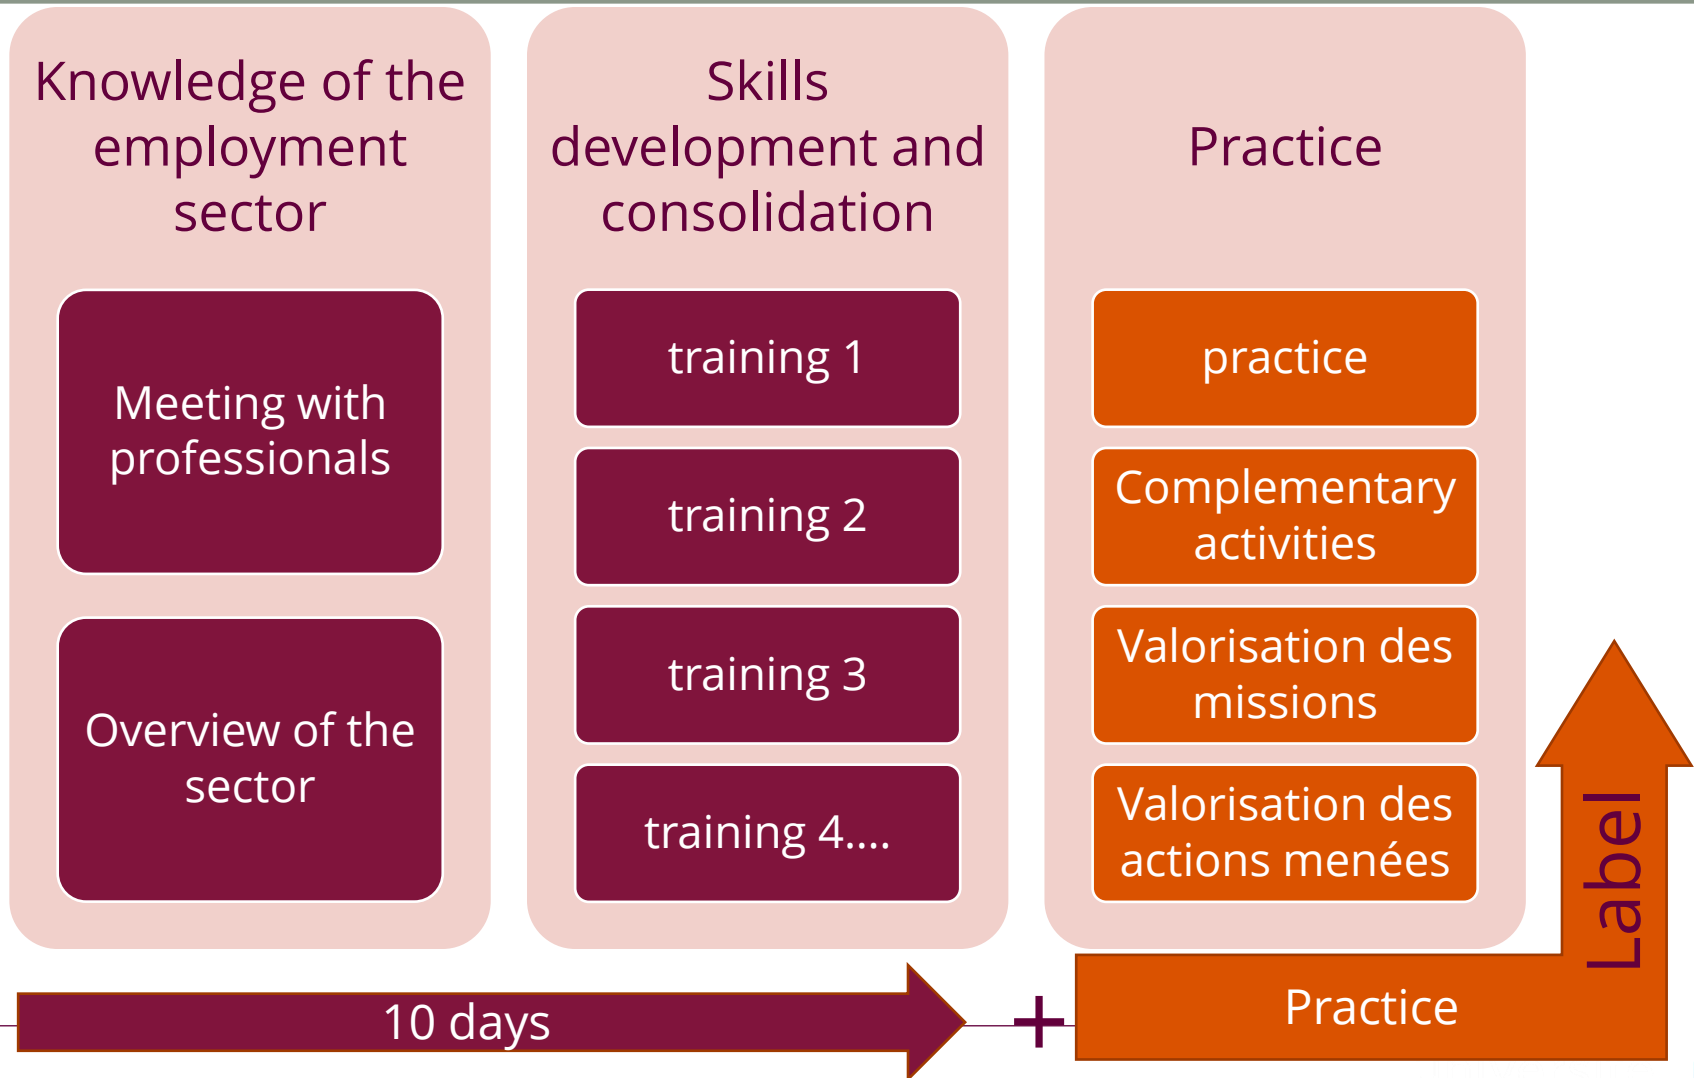 Knowledge of the
employment
sector
Meeting with
professionals
Overview of the
sector
Skills
development and
consolidation
training 1
training 2
training 3
training 4....
Practice
practice
Complementary
activities
Valorisation des
missions
Valorisation des
actions menées
10 days
+
Practice
Label